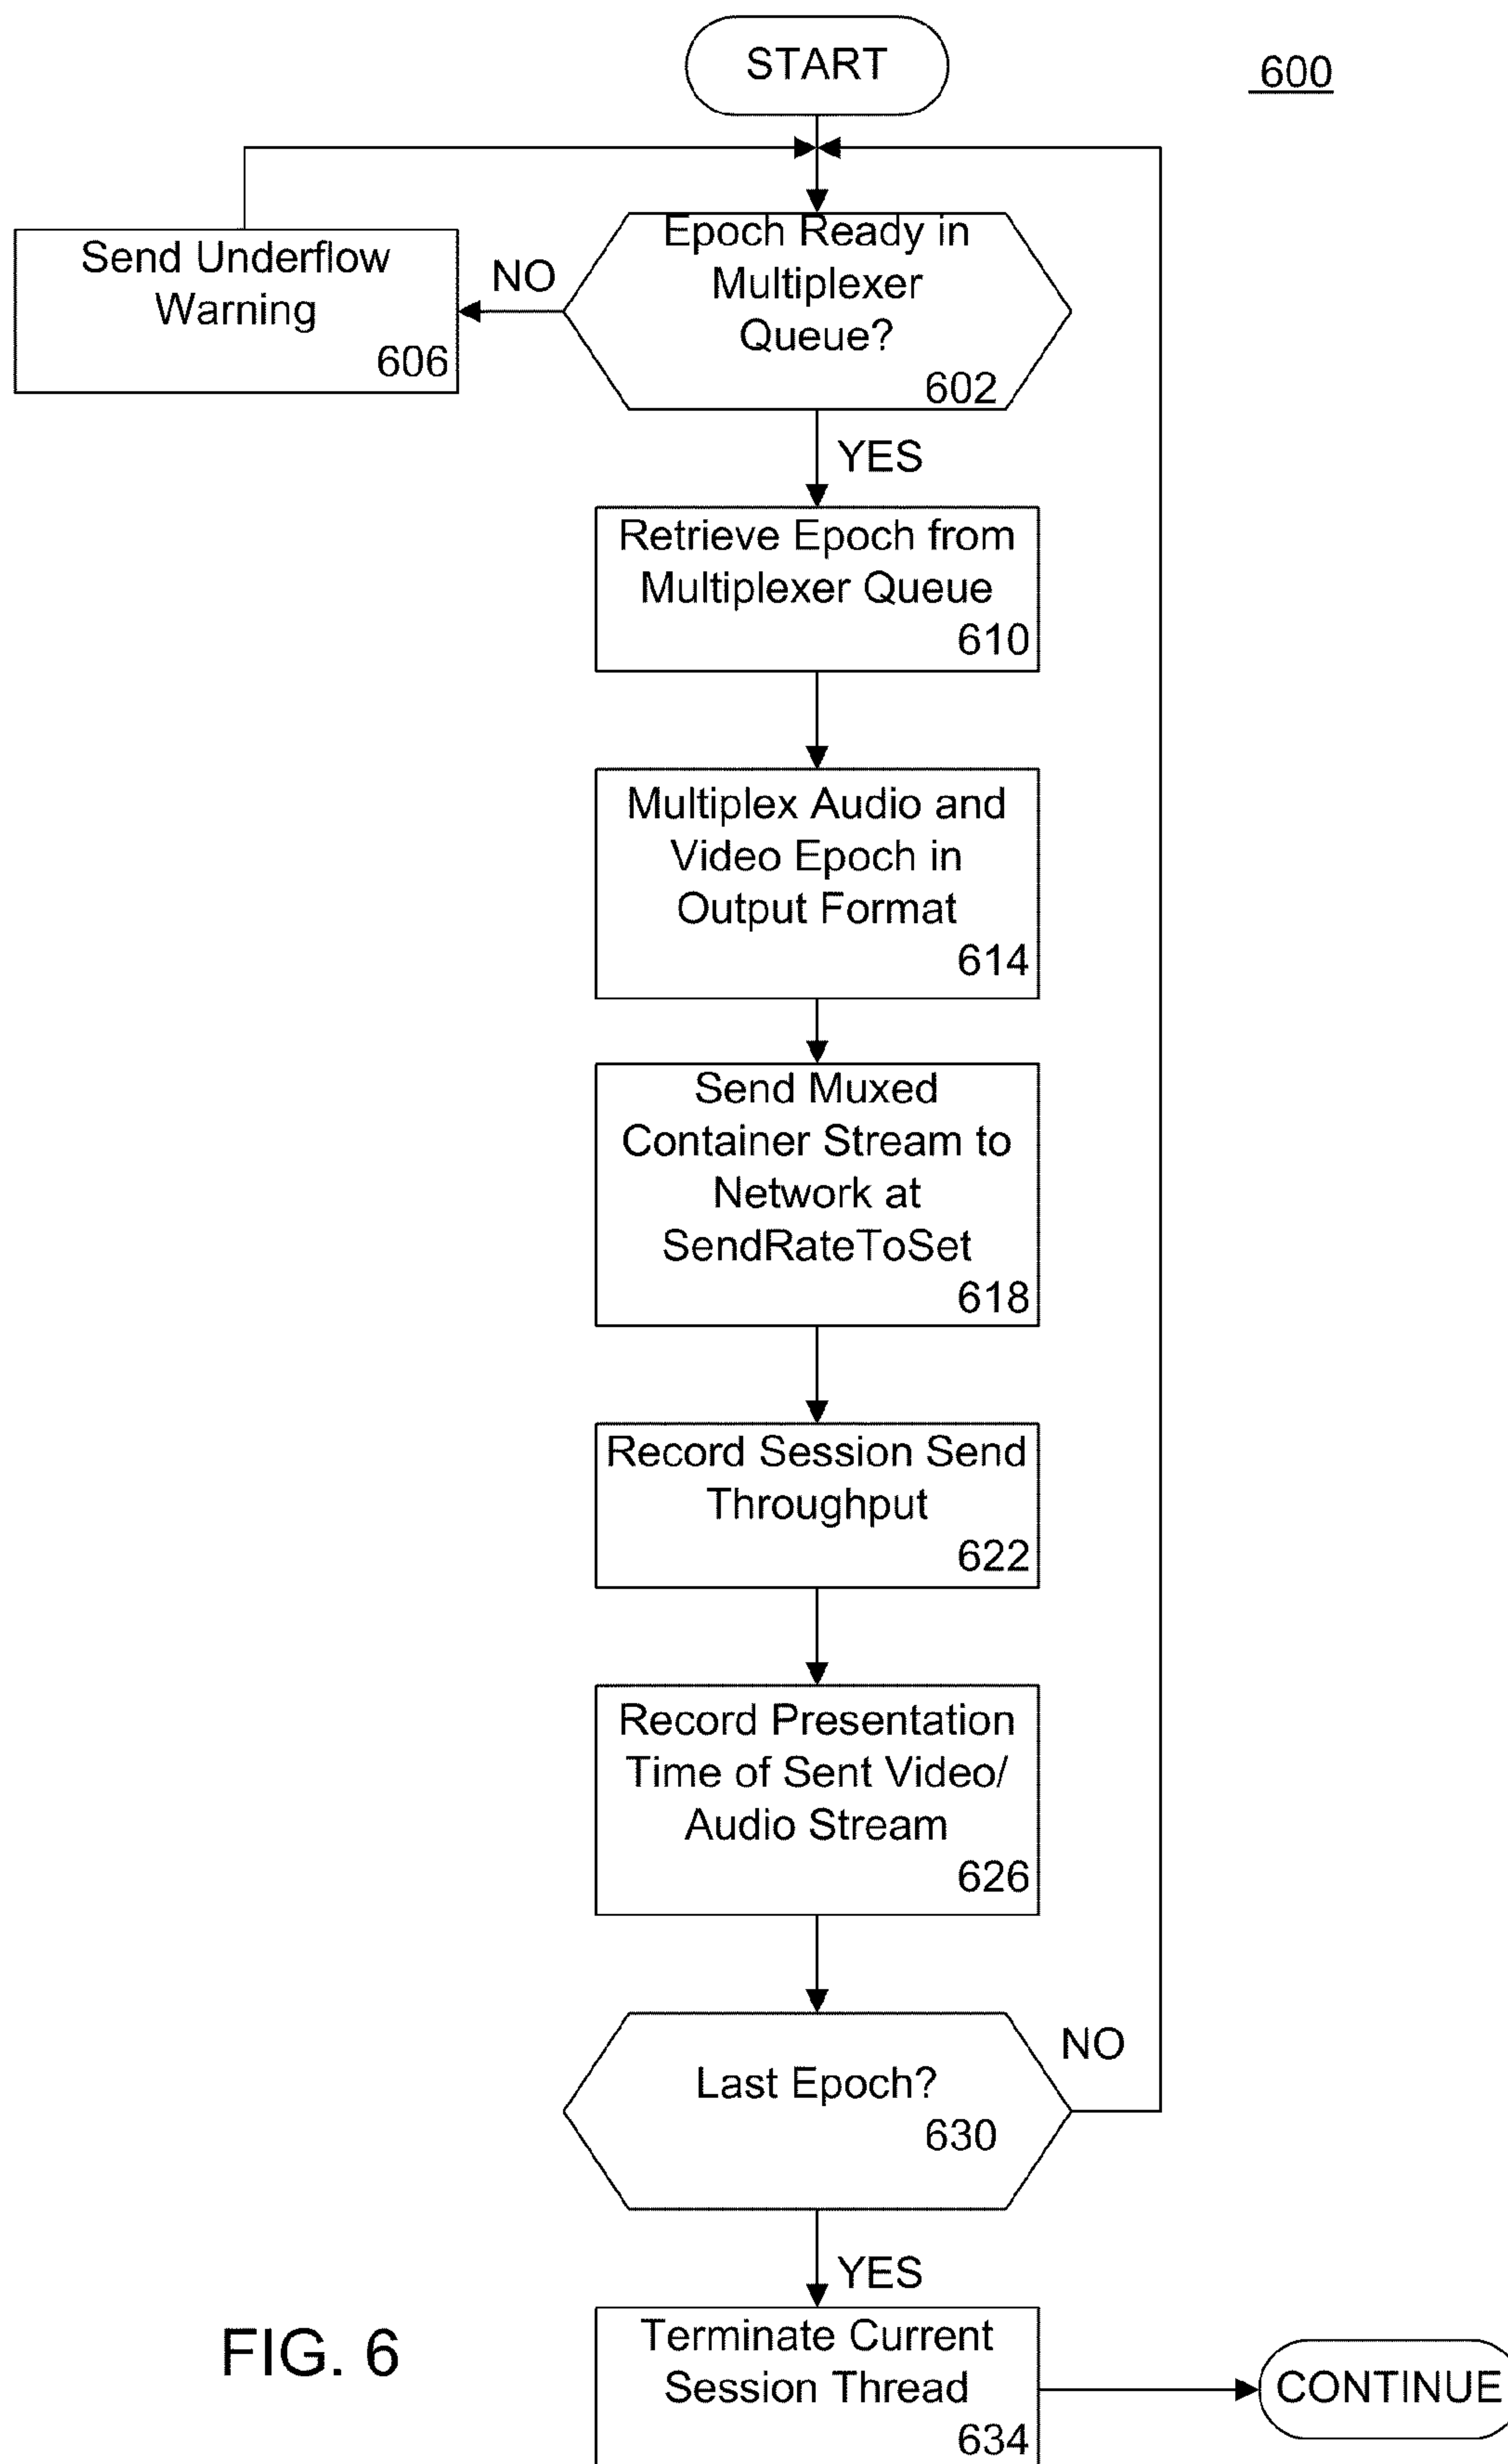 START
600
Send Underflow
Warning
606
NO
Epoch Ready in
Multiplexer
Queue?
602
YES
Retrieve Epoch from
Multiplexer Queue
610
Multiplex Audio and
Video Epoch in
Output Format
614
Send Muxed
Container Stream to
Network at
SendRateToSet
618
Record Session Send
Throughput
622
Record Presentation
Time of Sent Video/
Audio Stream
626
Last Epoch?
630
NO
YES
Terminate Current
Session Thread
634
CONTINUE
FIG. 6